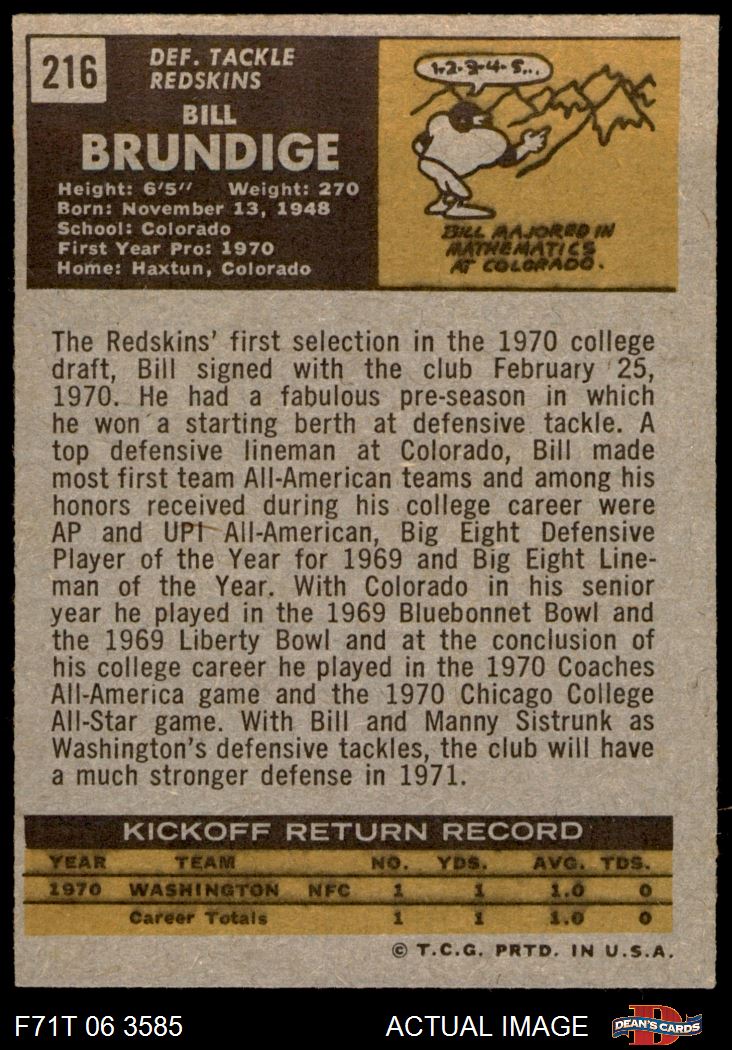 216
DEF. TACKLE
REDSKINS
BILL
BRUNDIGE
Height: 6'5" Weight: 270
Born: November 13, 1948
School: Colorado
First Year Pro: 1970
Home: Haxtun, Colorado
1-2-3-4-5...
BILL MAJORED IN
MATHEMATICS
AT COLORADO.
The Redskins' first selection in the 1970 college
draft, Bill signed with the club February 25,
1970. He had a fabulous pre-season in which
he won a starting berth at defensive tackle. A
top defensive lineman at Colorado, Bill made
most first team All-American teams and among his
honors received during his college career were
AP and UPI All-American, Big Eight Defensive
Player of the Year for 1969 and Big Eight Line-
man of the Year. With Colorado in his senior
year he played in the 1969 Bluebonnet Bowl and
the 1969 Liberty Bowl and at the conclusion of
his college career he played in the 1970 Coaches
All-America game and the 1970 Chicago College
All-Star game. With Bill and Manny Sistrunk as
Washington's defensive tackles, the club will have
a much stronger defense in 1971.
KICKOFF RETURN RECORD
YEAR TEAM NO. YDS. AVG. TDS.
1970 WASHINGTON NFC 1 1 1.0 0
Career Totals 1 1 1.0 0
© T.C.G. PRTD. IN U.S.A.
F71T 06 3585 ACTUAL IMAGE D DEAN'S CARDS